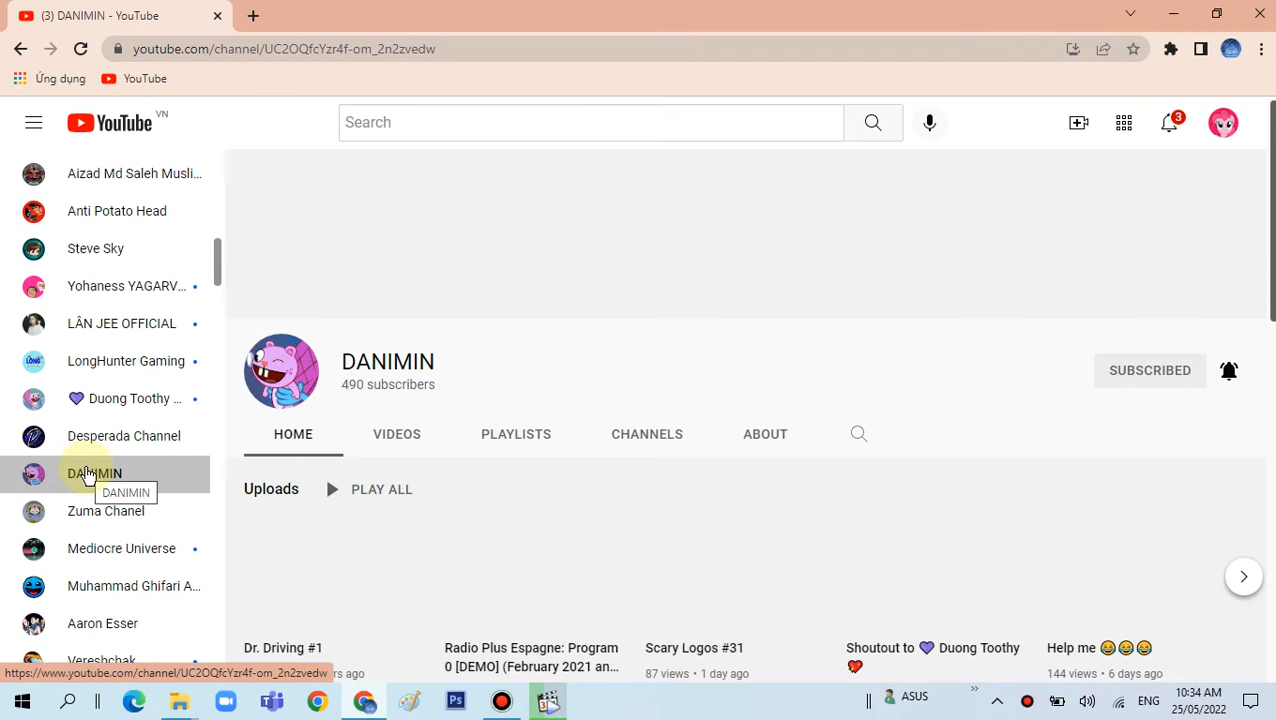 (3) DANIMIN - YouTube
youtube.com/channel/UC2OQfcYzr4f-om_2n2zvedw
Ứng dụng YouTube
YouTube VN
Search
3
Aizad Md Saleh Musli...
Anti Potato Head
Steve Sky
Yohaness YAGARV...
LÂN JEE OFFICIAL
LongHunter Gaming
💜 Duong Toothy ...
Desperada Channel
DANIMIN
DANIMIN
Zuma Chanel
Mediocre Universe
Muhammad Ghifari A...
Aaron Esser
Vereshchak
DANIMIN
490 subscribers
SUBSCRIBED
HOME VIDEOS PLAYLISTS CHANNELS ABOUT
Uploads PLAY ALL
Dr. Driving #1
rs ago
Radio Plus Espagne: Program
0 [DEMO] (February 2021 an...
Scary Logos #31
87 views • 1 day ago
Shoutout to 💜 Duong Toothy
❤️
Help me 😂😂😂
144 views • 6 days ago
https://www.youtube.com/channel/UC2OQfcYzr4f-om_2n2zvedw
Ps
ASUS
ENG
10:34 AM
25/05/2022